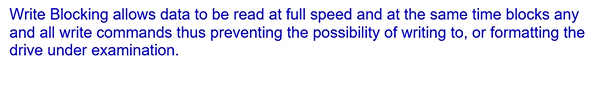 Write Blocking allows data to be read at full speed and at the same time blocks any
and all write commands thus preventing the possibility of writing to, or formatting the
drive under examination.